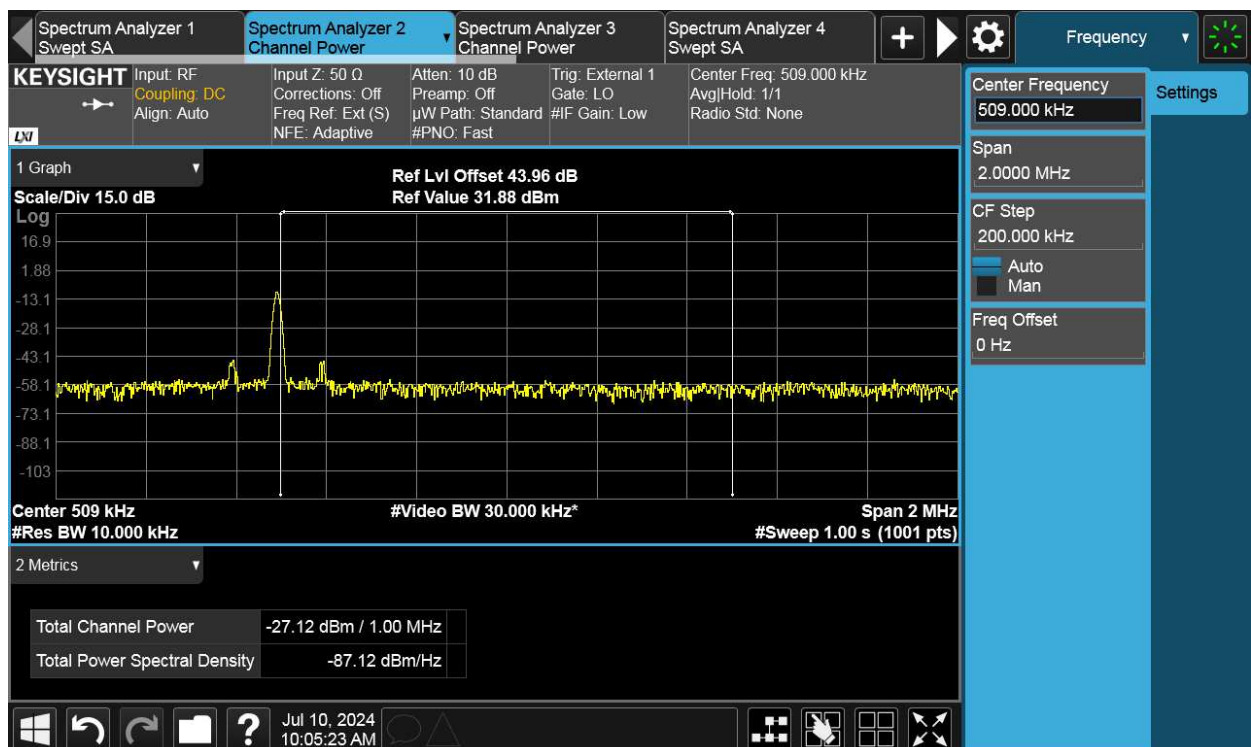 Spectrum Analyzer 1
Swept SA
Spectrum Analyzer 2
Channel Power
Spectrum Analyzer 3
Channel Power
Spectrum Analyzer 4
Swept SA
Frequency
KEYSIGHT
LXI
Input: RF
Coupling: DC
Align: Auto
Input Z: 50 Ω
Corrections: Off
Freq Ref: Ext (S)
NFE: Adaptive
Atten: 10 dB
Preamp: Off
µW Path: Standard
#PNO: Fast
Trig: External 1
Gate: LO
#IF Gain: Low
Center Freq: 509.000 kHz
Avg|Hold: 1/1
Radio Std: None
Center Frequency
509.000 kHz
Settings
Span
2.0000 MHz
CF Step
200.000 kHz
Auto
Man
Freq Offset
0 Hz
1 Graph
Scale/Div 15.0 dB
Ref Lvl Offset 43.96 dB
Ref Value 31.88 dBm
Log
16.9
1.88
-13.1
-28.1
-43.1
-58.1
-73.1
-88.1
-103
Center 509 kHz
#Res BW 10.000 kHz
#Video BW 30.000 kHz*
Span 2 MHz
#Sweep 1.00 s (1001 pts)
2 Metrics
Total Channel Power -27.12 dBm / 1.00 MHz
Total Power Spectral Density -87.12 dBm/Hz
?
Jul 10, 2024
10:05:23 AM